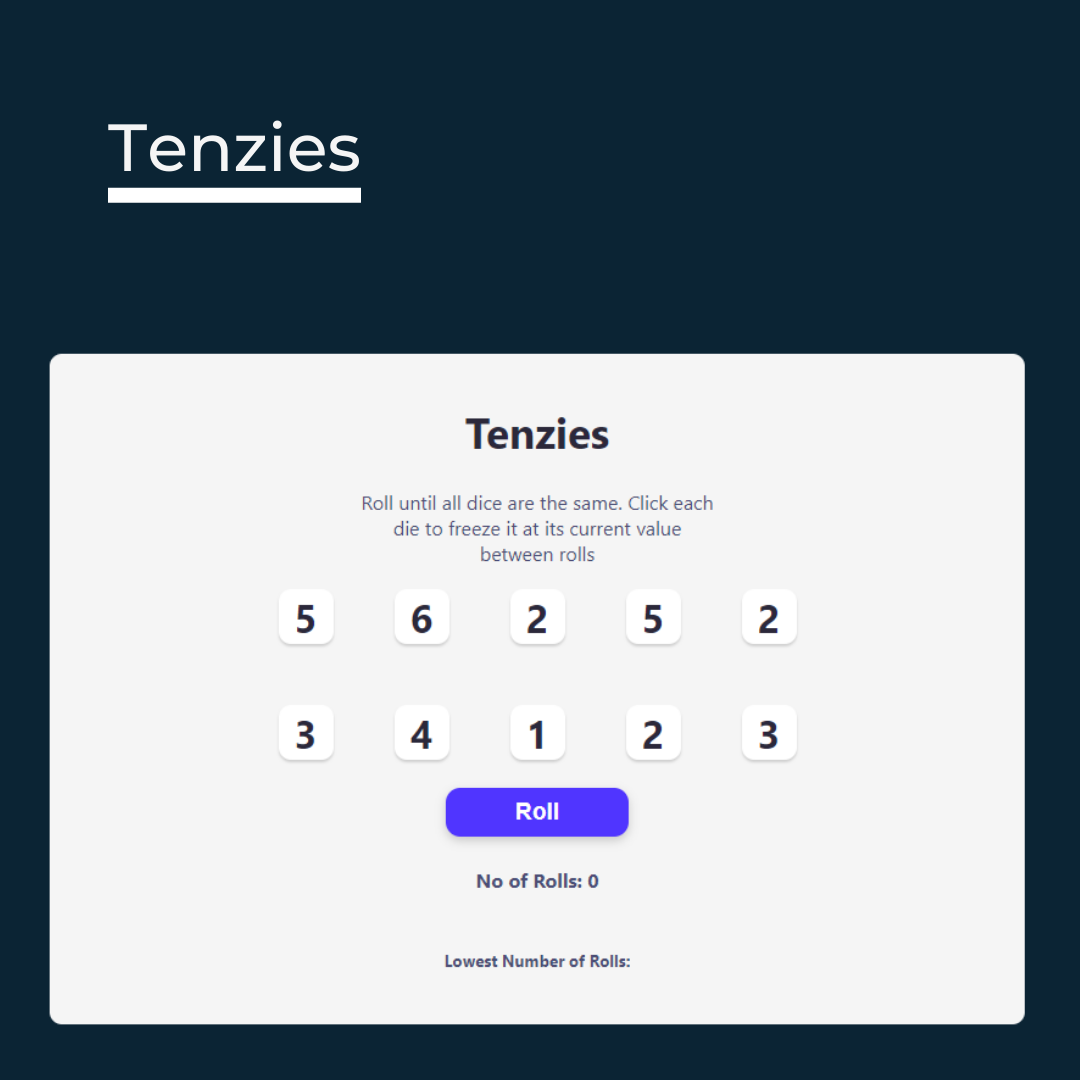 Tenzies
Tenzies
Roll until all dice are the same. Click each
die to freeze it at its current value
between rolls
5 6 2 5 2
3 4 1 2 3
Roll
No of Rolls: 0
Lowest Number of Rolls: